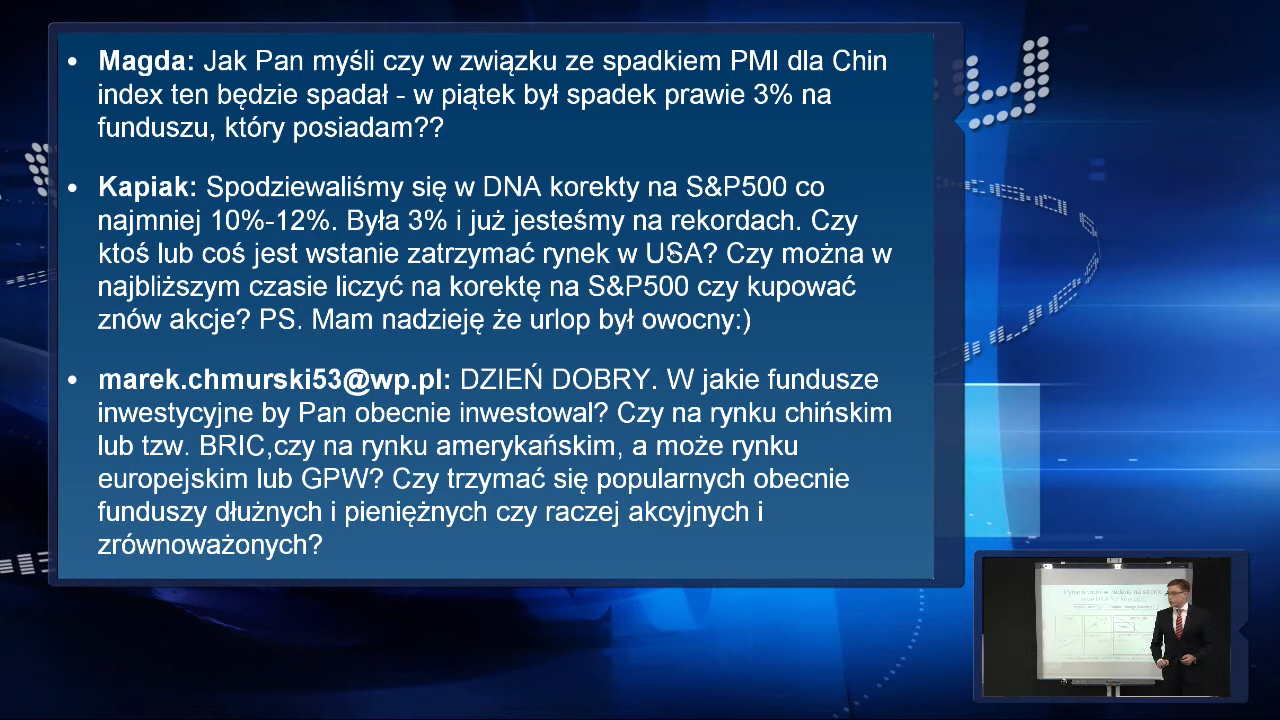 Magda: Jak Pan myśli czy w związku ze spadkiem PMI dla Chin
index ten będzie spadał - w piątek był spadek prawie 3% na
funduszu, który posiadam??
Kapiak: Spodziewaliśmy się w DNA korekty na S&P500 co
najmniej 10%-12%. Była 3% i już jesteśmy na rekordach. Czy
ktoś lub coś jest wstanie zatrzymać rynek w USA? Czy można w
najbliższym czasie liczyć na korektę na S&P500 czy kupować
znów akcje? PS. Mam nadzieję że urlop był owocny:)
marek.chmurski53@wp.pl: DZIEŃ DOBRY. W jakie fundusze
inwestycyjne by Pan obecnie inwestowal? Czy na rynku chińskim
lub tzw. BRIC,czy na rynku amerykańskim, a może rynku
europejskim lub GPW? Czy trzymać się popularnych obecnie
funduszy dłużnych i pieniężnych czy raczej akcyjnych i
zrównoważonych?